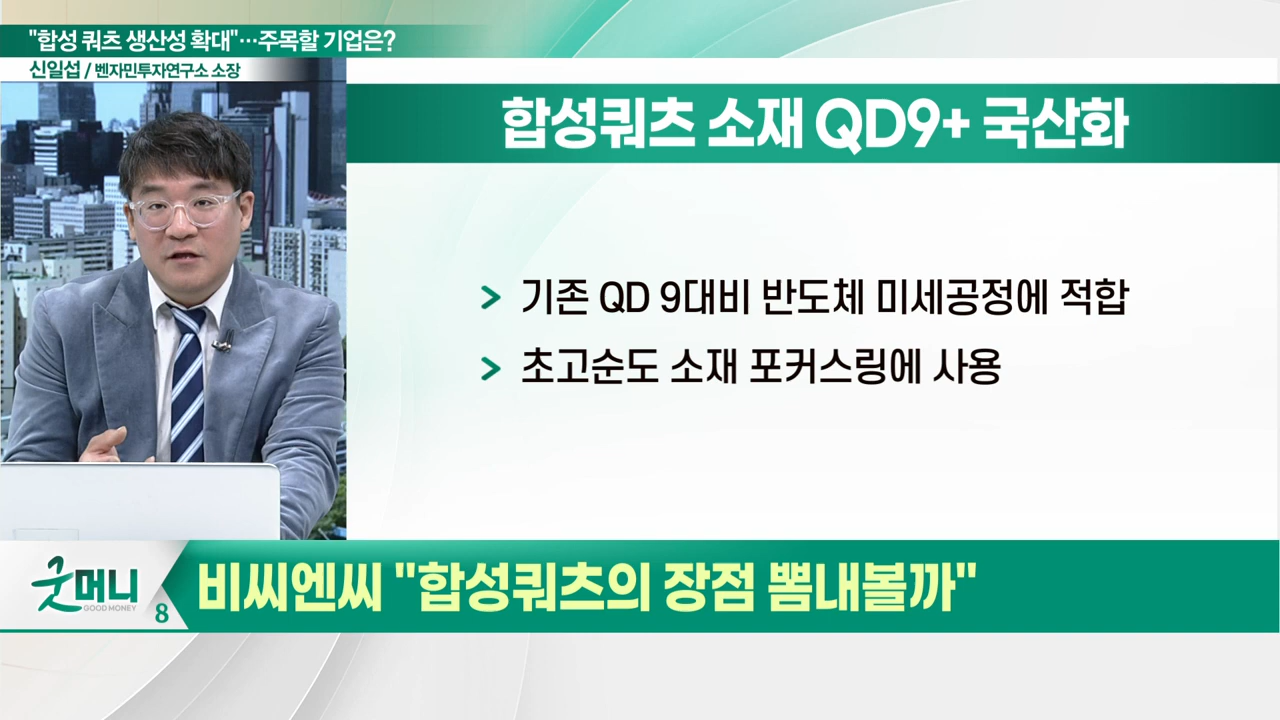 "합성 쿼츠 생산성 확대"…주목할 기업은?
신일섭 / 벤자민투자연구소 소장
합성쿼츠 소재 QD9+ 국산화
> 기존 QD 9대비 반도체 미세공정에 적합
> 초고순도 소재 포커스링에 사용
굿머니
GOOD MONEY
8
비씨엔씨 "합성쿼츠의 장점 뽐내볼까"